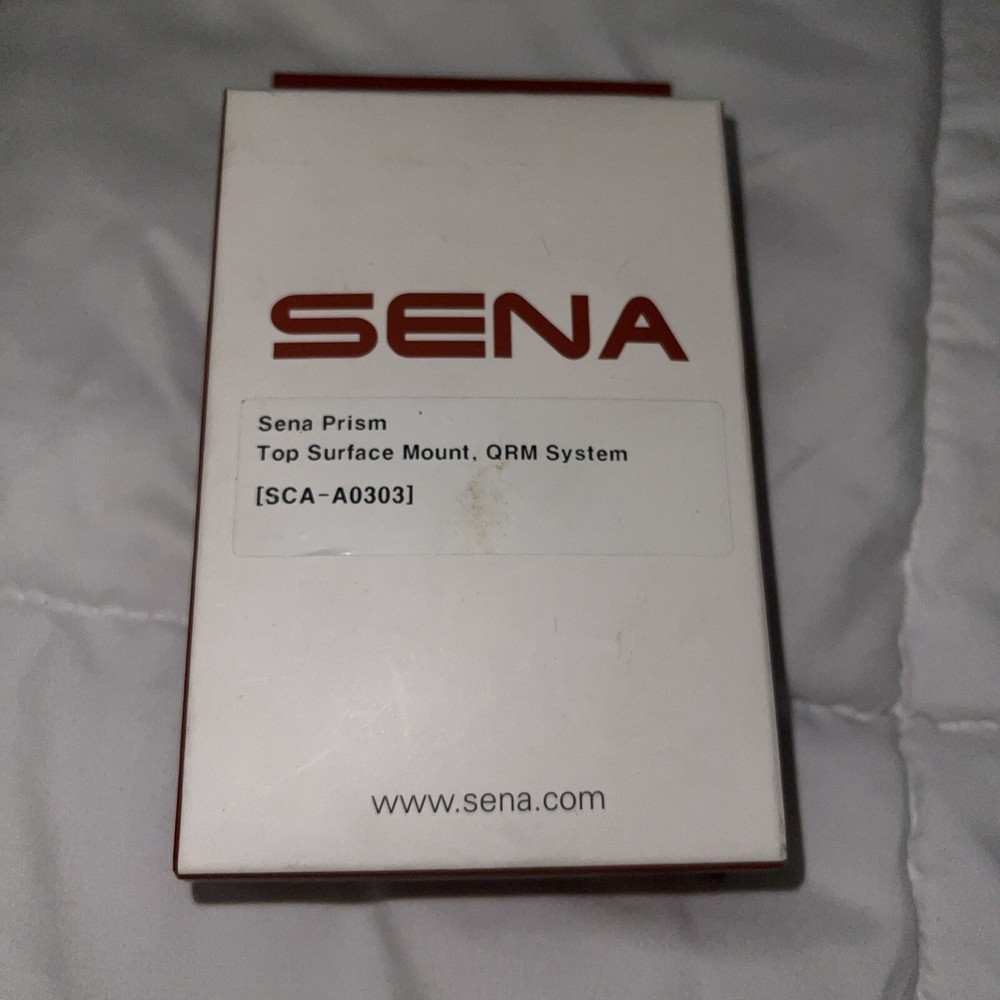 SENA
Sena Prism
Top Surface Mount, QRM System
[SCA-A0303]
www.sena.com